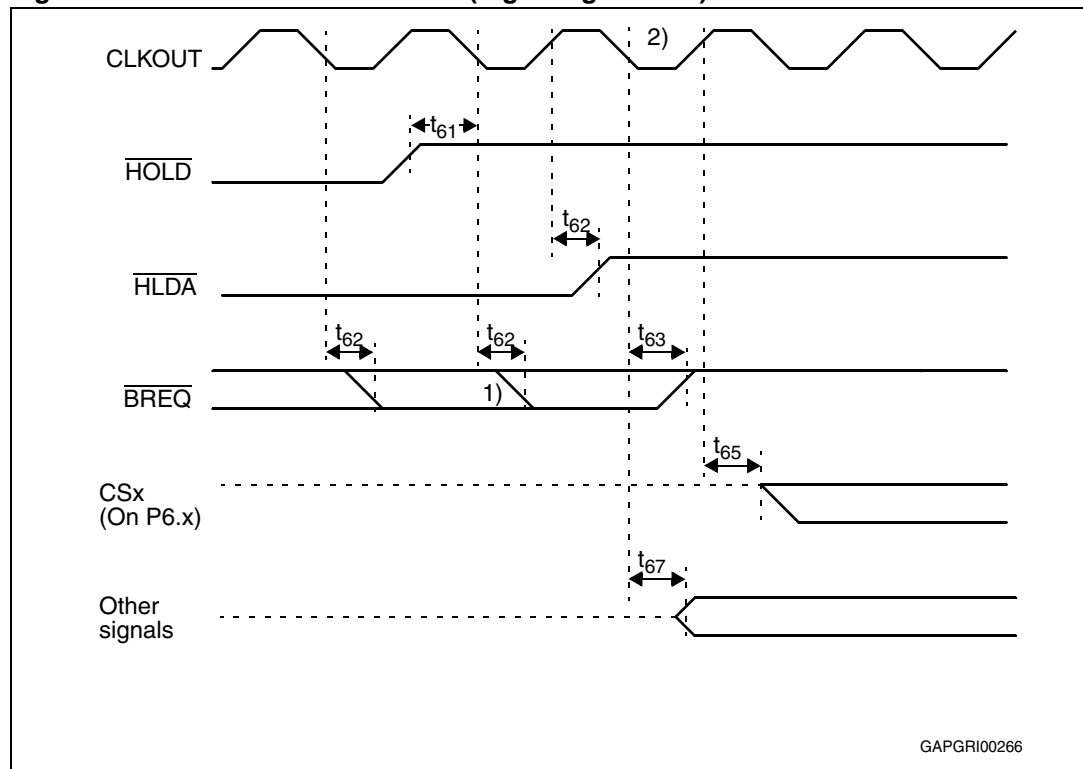 CLKOUT
2)
t61
HOLD
t62
HLDA
t62 t62 t63
BREQ
1)
t65
CSx
(On P6.x)
t67
Other
signals
GAPGRI00266